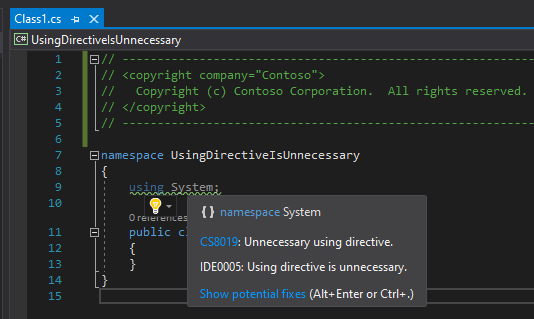 Class1.cs
C# UsingDirectiveIsUnnecessary
1 // ---------------------------------------------------------------
2 // <copyright company="Contoso">
3 //   Copyright (c) Contoso Corporation.  All rights reserved.
4 // </copyright>
5 // ---------------------------------------------------------------
6
7 namespace UsingDirectiveIsUnnecessary
8 {
9 using System;
10
{ } namespace System
0 references
11 public
CS8019: Unnecessary using directive.
12 {
13 }
IDE0005: Using directive is unnecessary.
14 }
Show potential fixes (Alt+Enter or Ctrl+.)
15